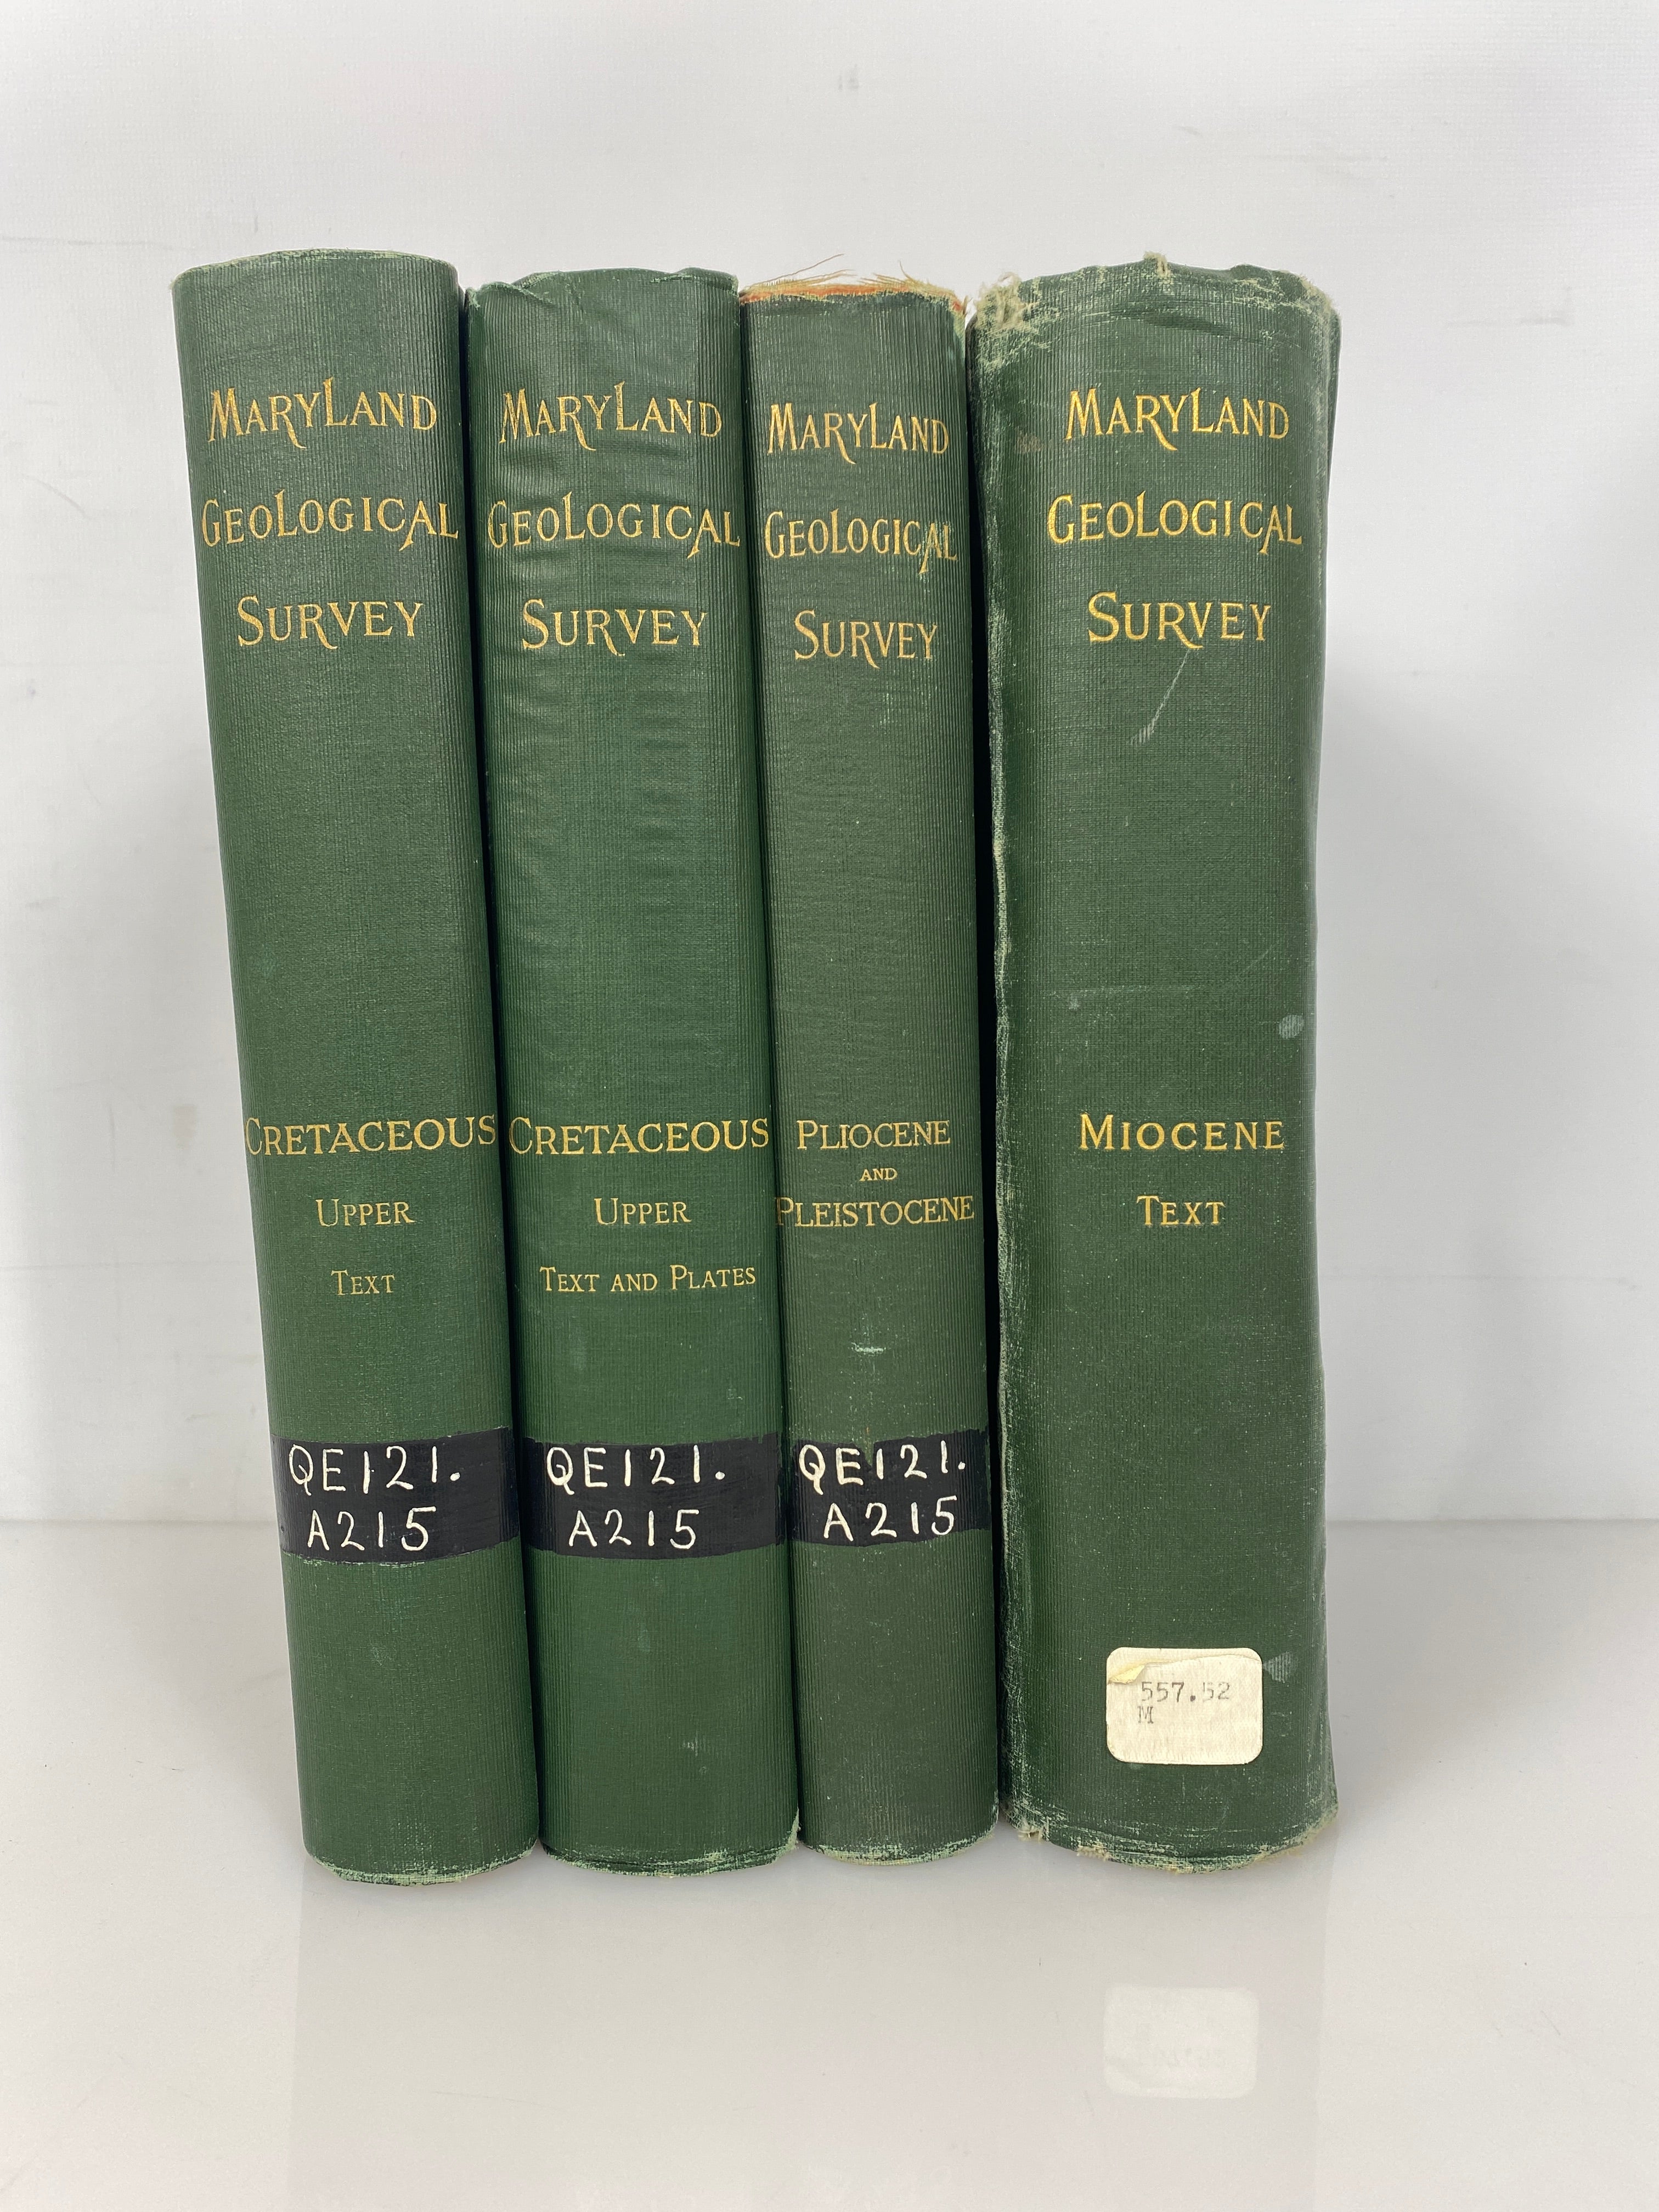 MARYLAND
GEOLOGICAL
SURVEY
CRETACEOUS
UPPER
TEXT
QE121.
A215
MARYLAND
GEOLOGICAL
SURVEY
CRETACEOUS
UPPER
TEXT AND PLATES
QE121.
A215
MARYLAND
GEOLOGICAL
SURVEY
PLIOCENE
AND
PLEISTOCENE
QE121.
A215
MARYLAND
GEOLOGICAL
SURVEY
MIOCENE
TEXT
557.52
M